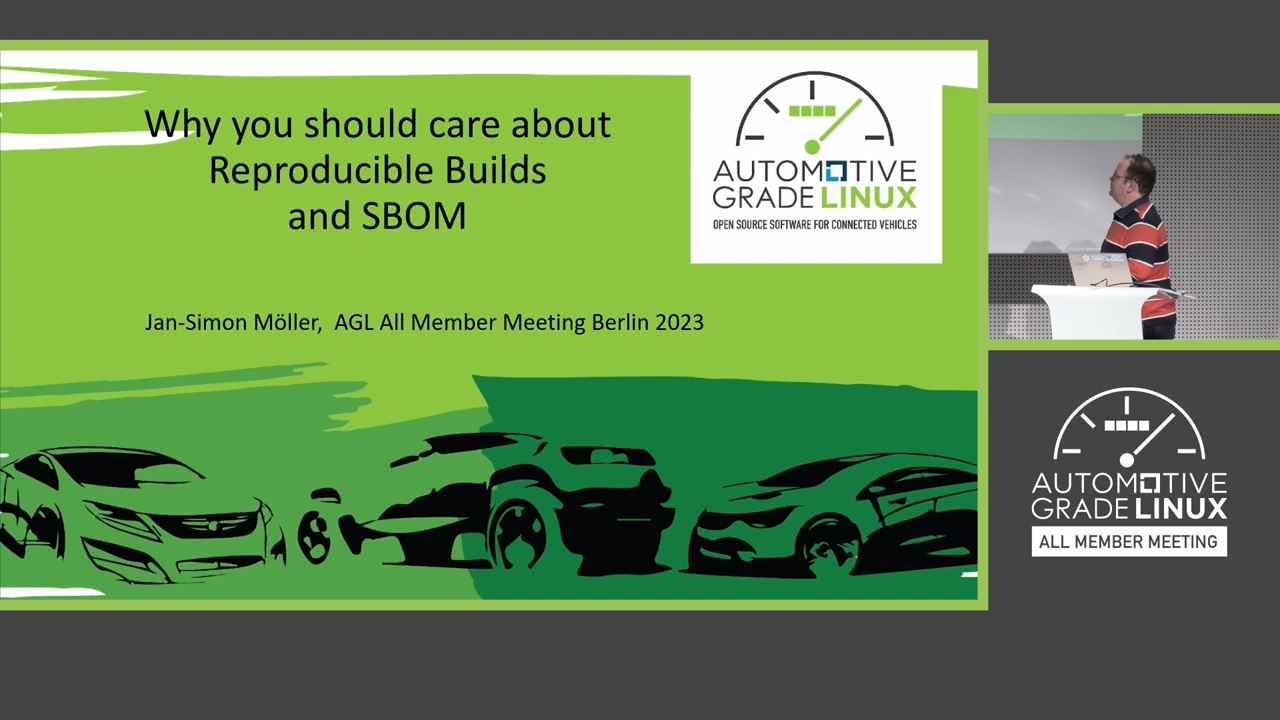 Why you should care about
Reproducible Builds
and SBOM
Jan-Simon Möller, AGL All Member Meeting Berlin 2023
AUTOMOTIVE
GRADE LINUX
OPEN SOURCE SOFTWARE FOR CONNECTED VEHICLES
AUTOMOTIVE
GRADE LINUX
ALL MEMBER MEETING